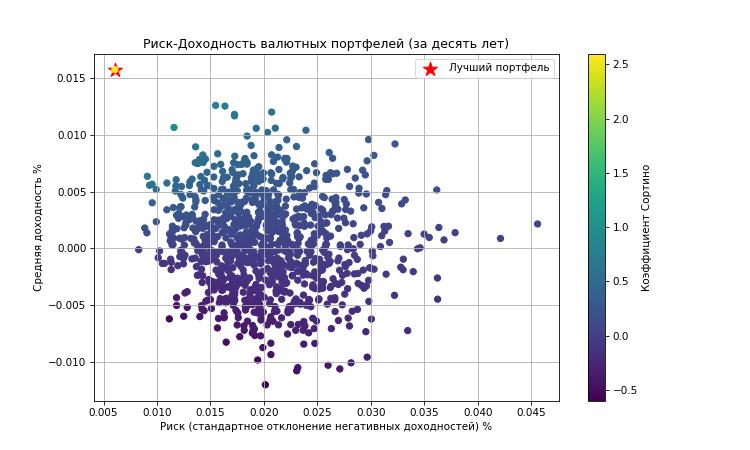 Риск-Доходность валютных портфелей (за десять лет)
Лучший портфель
Средняя доходность %
0.015
0.010
0.005
0.000
−0.005
−0.010
0.005 0.010 0.015 0.020 0.025 0.030 0.035 0.040 0.045
Риск (стандартное отклонение негативных доходностей) %
2.5
2.0
1.5
1.0
0.5
0.0
−0.5
Коэффициент Сортино